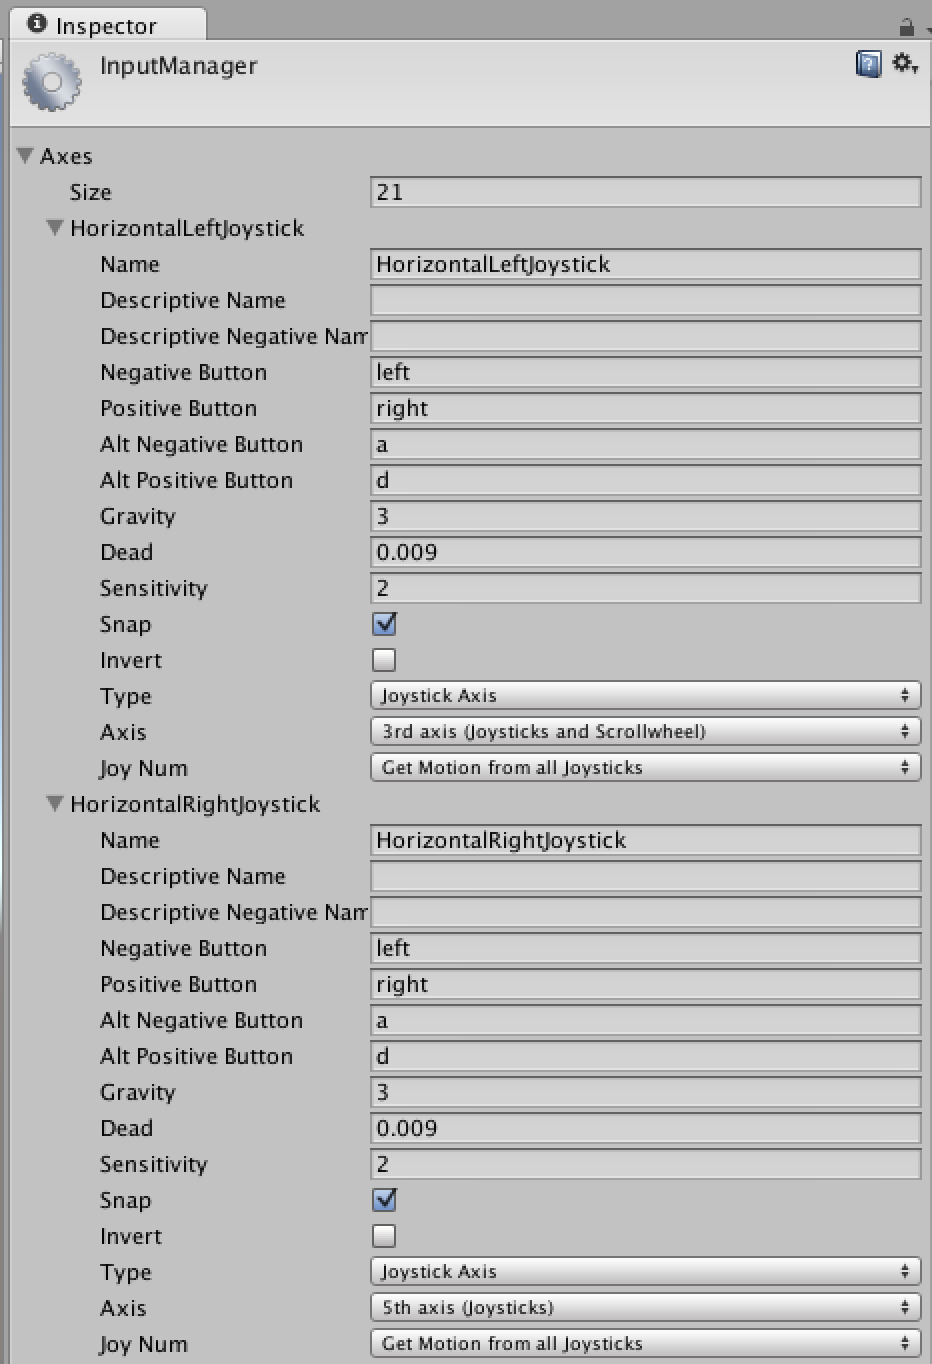 Inspector
InputManager
Axes
Size 21
HorizontalLeftJoystick
Name HorizontalLeftJoystick
Descriptive Name
Descriptive Negative Nam
Negative Button left
Positive Button right
Alt Negative Button a
Alt Positive Button d
Gravity 3
Dead 0.009
Sensitivity 2
Snap
Invert
Type Joystick Axis
Axis 3rd axis (Joysticks and Scrollwheel)
Joy Num Get Motion from all Joysticks
HorizontalRightJoystick
Name HorizontalRightJoystick
Descriptive Name
Descriptive Negative Nam
Negative Button left
Positive Button right
Alt Negative Button a
Alt Positive Button d
Gravity 3
Dead 0.009
Sensitivity 2
Snap
Invert
Type Joystick Axis
Axis 5th axis (Joysticks)
Joy Num Get Motion from all Joysticks